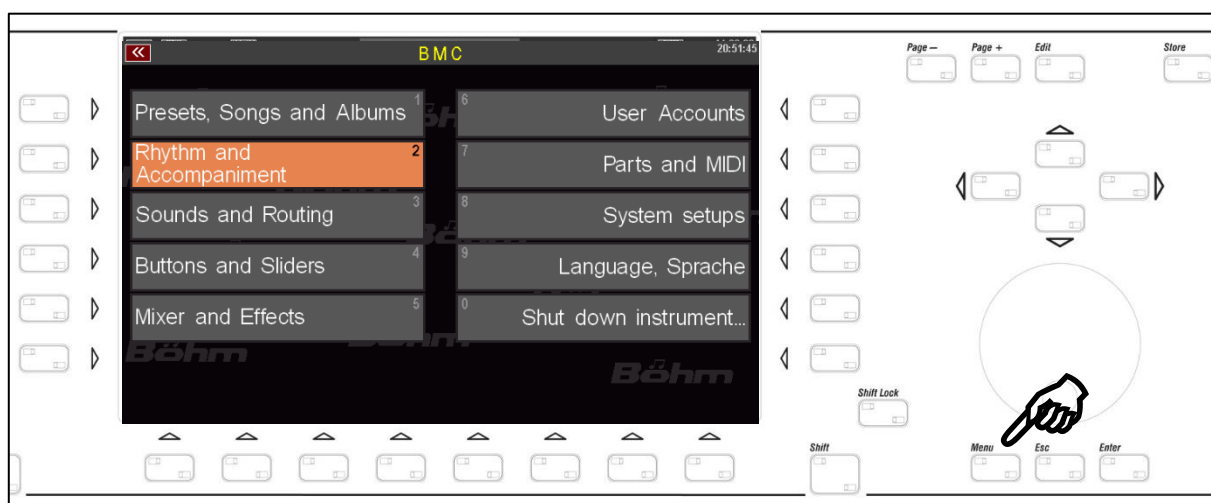 BMC
20:51:45
Presets, Songs and Albums 1
Rhythm and 2
Accompaniment
Sounds and Routing 3
Buttons and Sliders 4
Mixer and Effects 5
6 User Accounts
7 Parts and MIDI
8 System setups
9 Language, Sprache
0 Shut down instrument...
Böhm
Böhm
Page – Page + Edit Store
Shift Lock
Shift
Menu Esc Enter